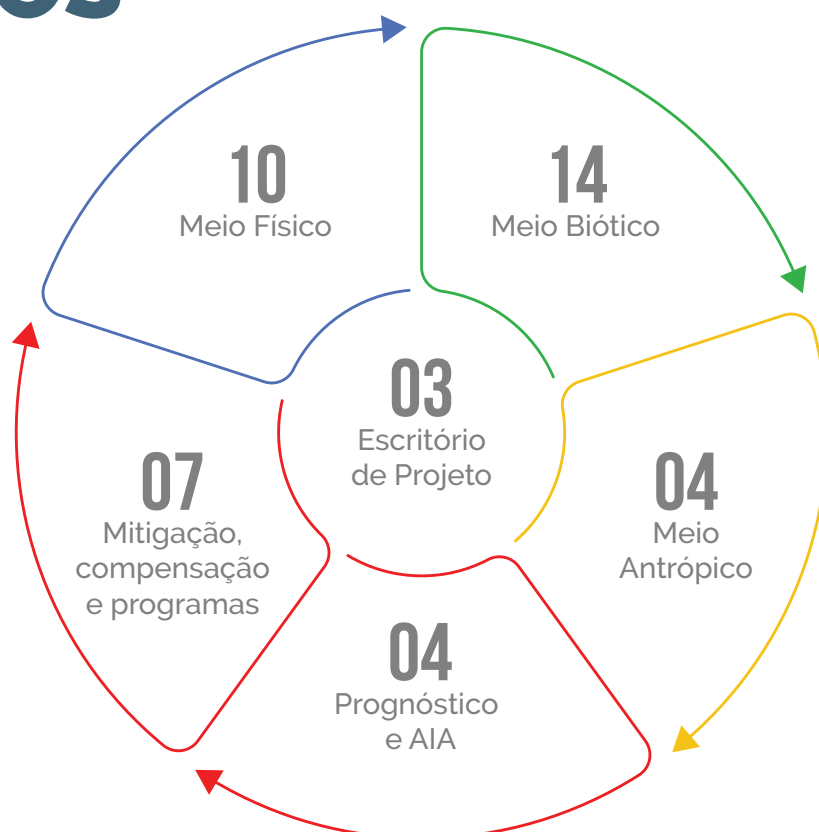 10
Meio Físico
14
Meio Biótico
03
Escritório
de Projeto
07
Mitigação,
compensação
e programas
04
Meio
Antrópico
04
Prognóstico
e AIA